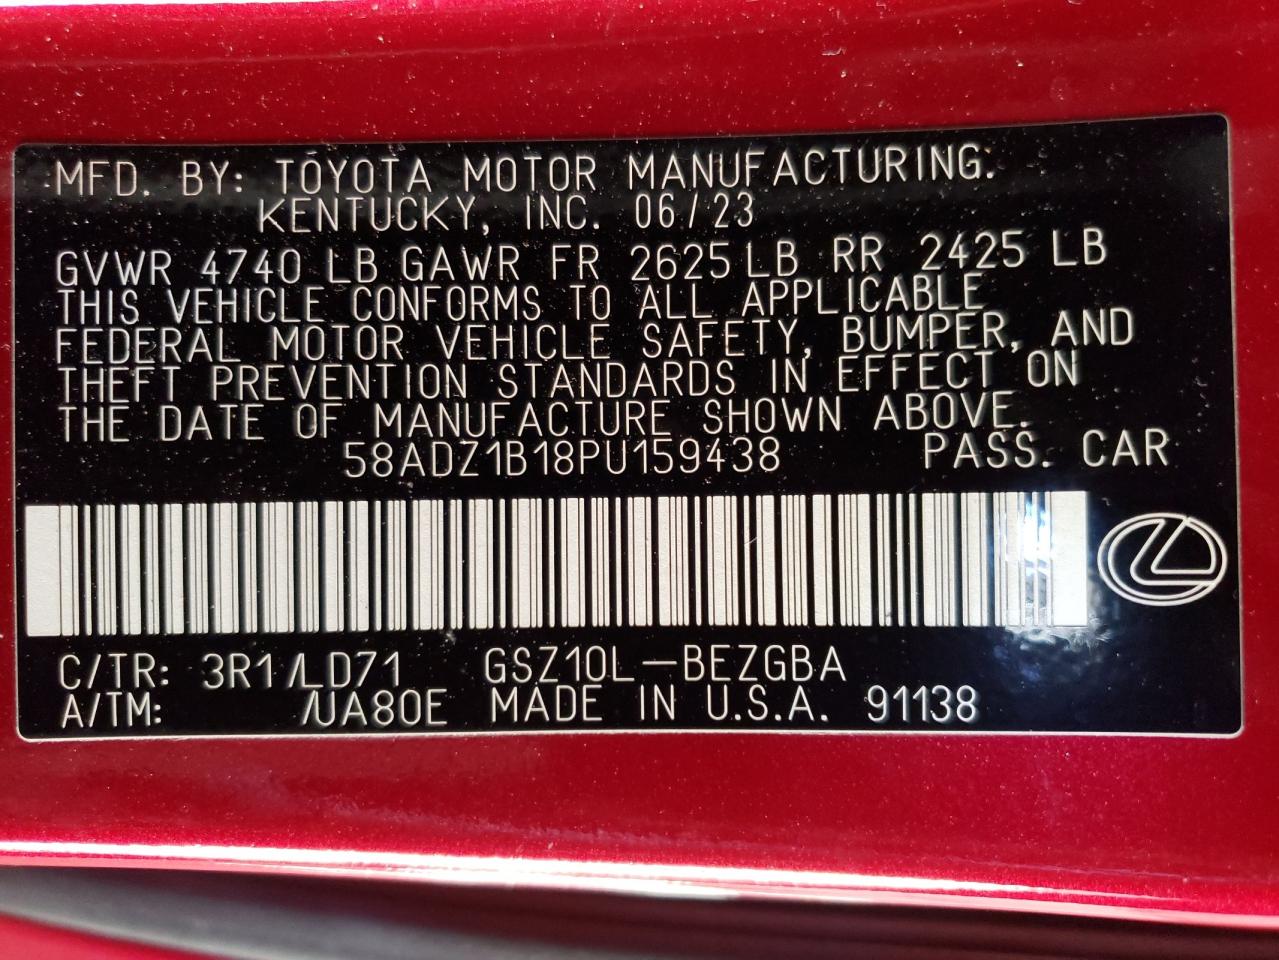 MFD. BY: TOYOTA MOTOR MANUFACTURING.
KENTUCKY, INC. 06/23
GVWR 4740 LB GAWR FR 2625 LB RR 2425 LB
THIS VEHICLE CONFORMS TO ALL APPLICABLE
FEDERAL MOTOR VEHICLE SAFETY, BUMPER, AND
THEFT PREVENTION STANDARDS IN EFFECT ON
THE DATE OF MANUFACTURE SHOWN ABOVE.
58ADZ1B18PU159438 PASS. CAR
C/TR: 3R1/LD71 GSZ10L-BEZGBA
A/TM: /UA80E MADE IN U.S.A. 91138